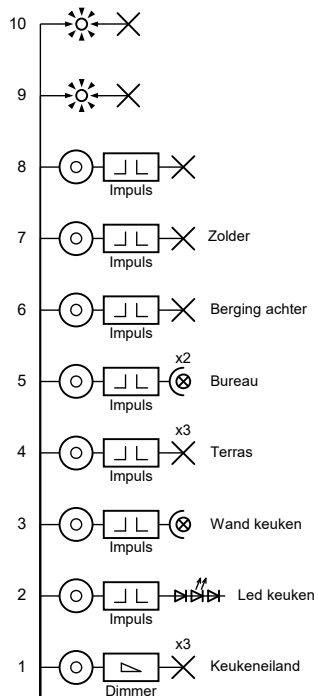 10
9
8
Impuls
7 Zolder
Impuls
6 Berging achter
Impuls
x2
5 Bureau
Impuls
x3
4 Terras
Impuls
3 Wand keuken
Impuls
2 Led keuken
Impuls
x3
1 Keukeneiland
Dimmer